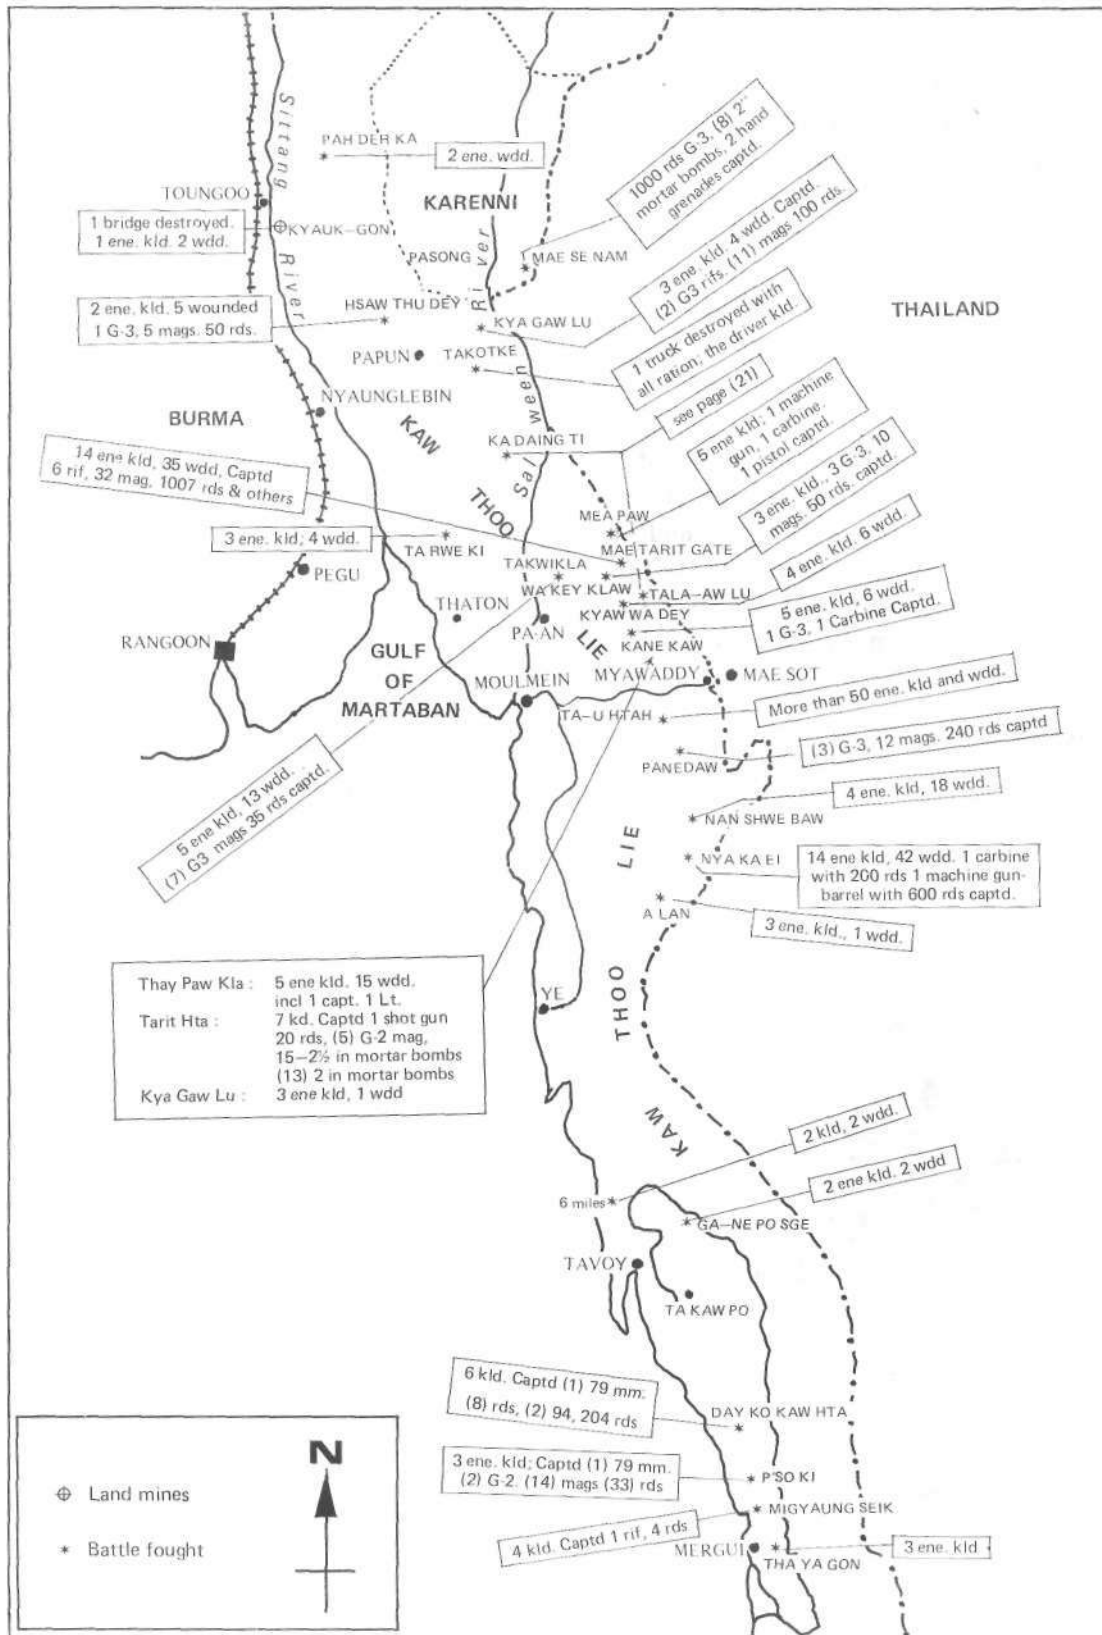 Sittang
River
PAH DER KA
2 ene. wdd.
TOUNGOO
1 bridge destroyed.
1 ene. kld. 2 wdd.
KYAUK-GON
KARENNI
PASONG
River
MAE SE NAM
1000 rds G-3, (8) 2"
mortar bombs, 2 hand
grenades captd.
3 ene. kld. 4 wdd. Captd.
(2) G3 rifs. (11) mags 100 rds.
THAILAND
2 ene. kld. 5 wounded
1 G-3, 5 mags. 50 rds.
HSAW THU DEY
KYA GAW LU
1 truck destroyed with
all ration; the driver kld.
PAPUN
TAKOTKE
see page (21)
NYAUNGLEBIN
BURMA
KAW
Salween
KA DAING TI
5 ene kld; 1 machine
gun, 1 carbine.
1 pistol captd.
14 ene kld, 35 wdd, Captd
6 rif, 32 mag, 1007 rds & others
THOO
3 ene. kld., 3 G-3, 10
mags. 50 rds. captd.
MEA PAW
3 ene. kld; 4 wdd.
TA RWE KI
MAE TARIT GATE
4 ene. kld. 6 wdd.
PEGU
TAKWIKLA
WA KEY KLAW
TALA-AW LU
THATON
KYAW WA DEY
5 ene. kld, 6 wdd.
1 G-3, 1 Carbine Captd.
PA-AN
LIE
RANGOON
GULF
OF
MARTABAN
KANE KAW
MOULMEIN
MYAWADDY
MAE SOT
TA-U HTAH
More than 50 ene. kld and wdd.
PANEDAW
(3) G-3, 12 mags. 240 rds captd
5 ene kld, 13 wdd.
(7) G3 mags 35 rds captd.
4 ene. kld, 18 wdd.
NAN SHWE BAW
LIE
NYA KA EI
14 ene kld, 42 wdd. 1 carbine
with 200 rds 1 machine gun-
barrel with 600 rds captd.
A LAN
3 ene. kld., 1 wdd.
THOO
Thay Paw Kla : 5 ene kld. 15 wdd.
incl 1 capt. 1 Lt.
Tarit Hta : 7 kd. Captd 1 shot gun
20 rds, (5) G-2 mag,
15-2½ in mortar bombs
(13) 2 in mortar bombs
Kya Gaw Lu : 3 ene kld, 1 wdd
YE
KAW
2 kld, 2 wdd.
2 ene kld. 2 wdd
6 miles
GA-NE PO SGE
TAVOY
TA KAW PO
6 kld. Captd (1) 79 mm.
(8) rds, (2) 94, 204 rds
DAY KO KAW HTA
3 ene. kld; Captd (1) 79 mm.
(2) G-2. (14) mags (33) rds
P'SO KI
MIGYAUNG SEIK
4 kld. Captd 1 rif, 4 rds
MERGUI
THA YA GON
3 ene. kld
N
Land mines
Battle fought